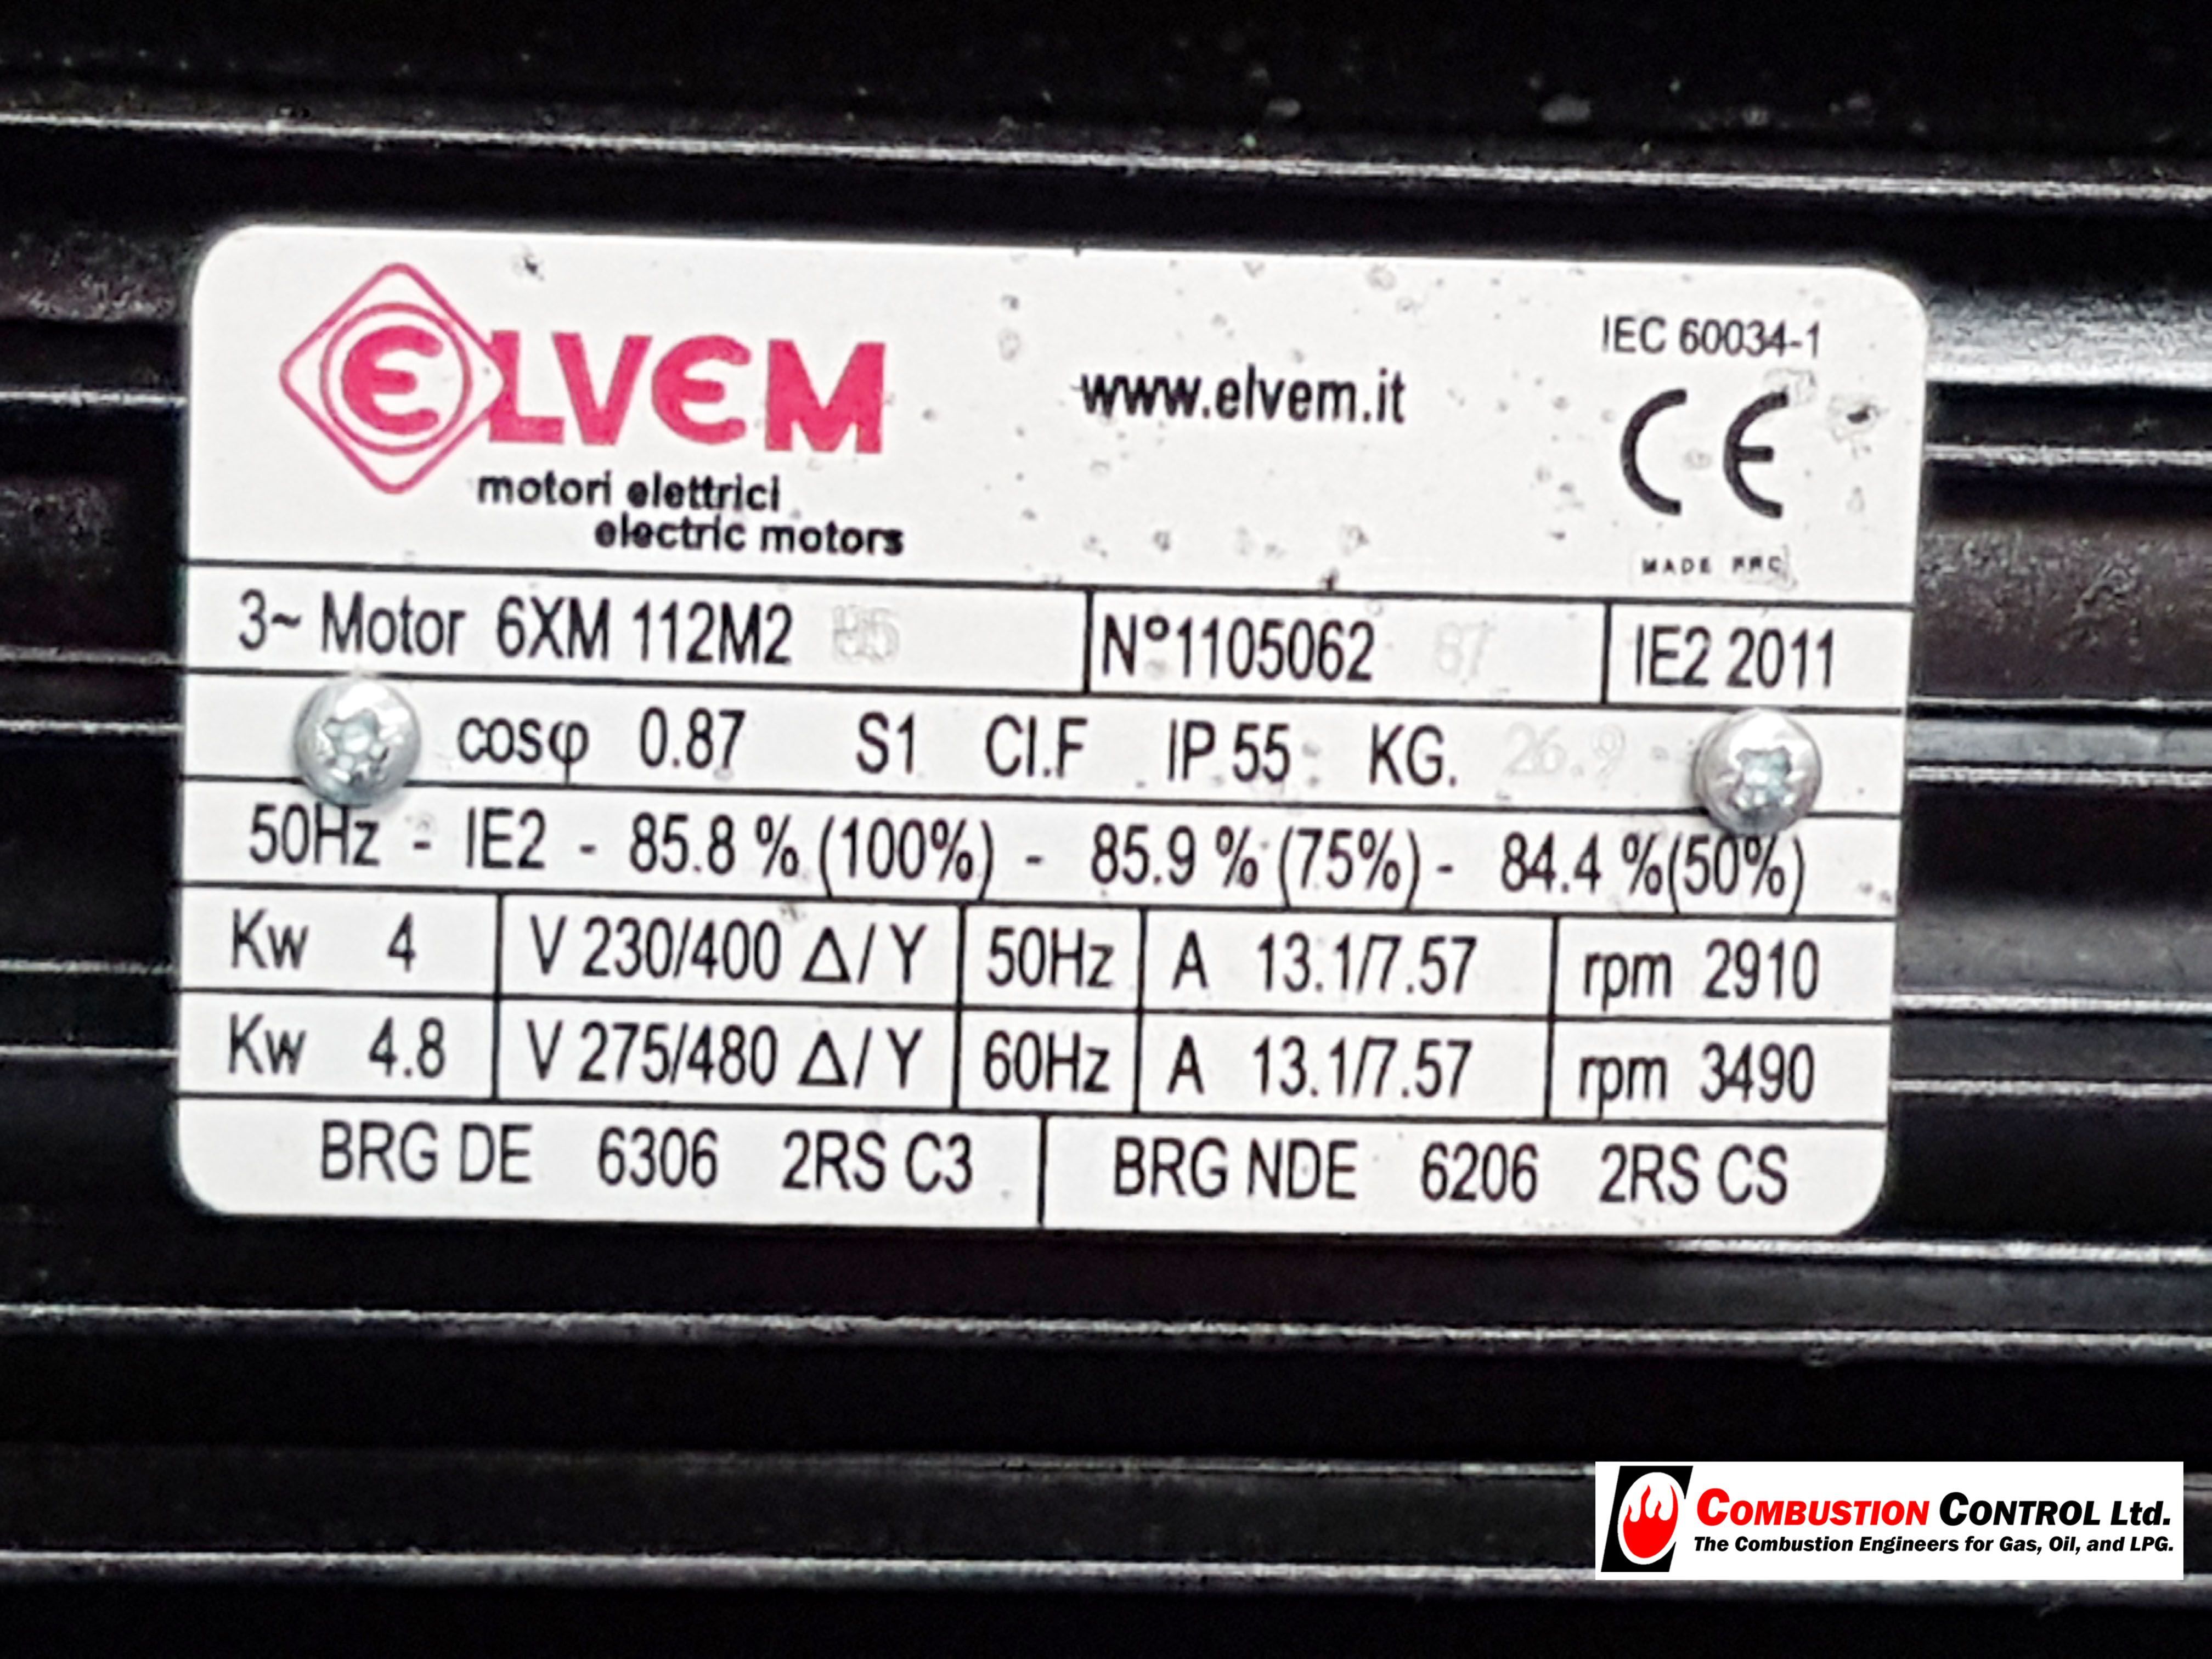 ELVEM
motori elettrici
electric motors
www.elvem.it
IEC 60034-1
CE
MADE PRC
3~ Motor 6XM 112M2
N°1105062 87
IE2 2011
cosφ 0.87 S1 Cl.F IP 55 KG. 26.9
50Hz - IE2 - 85.8 % (100%) - 85.9 % (75%) - 84.4 %(50%)
Kw 4 V 230/400 Δ/Y 50Hz A 13.1/7.57 rpm 2910
Kw 4.8 V 275/480 Δ/Y 60Hz A 13.1/7.57 rpm 3490
BRG DE 6306 2RS C3 BRG NDE 6206 2RS CS
COMBUSTION CONTROL Ltd.
The Combustion Engineers for Gas, Oil, and LPG.